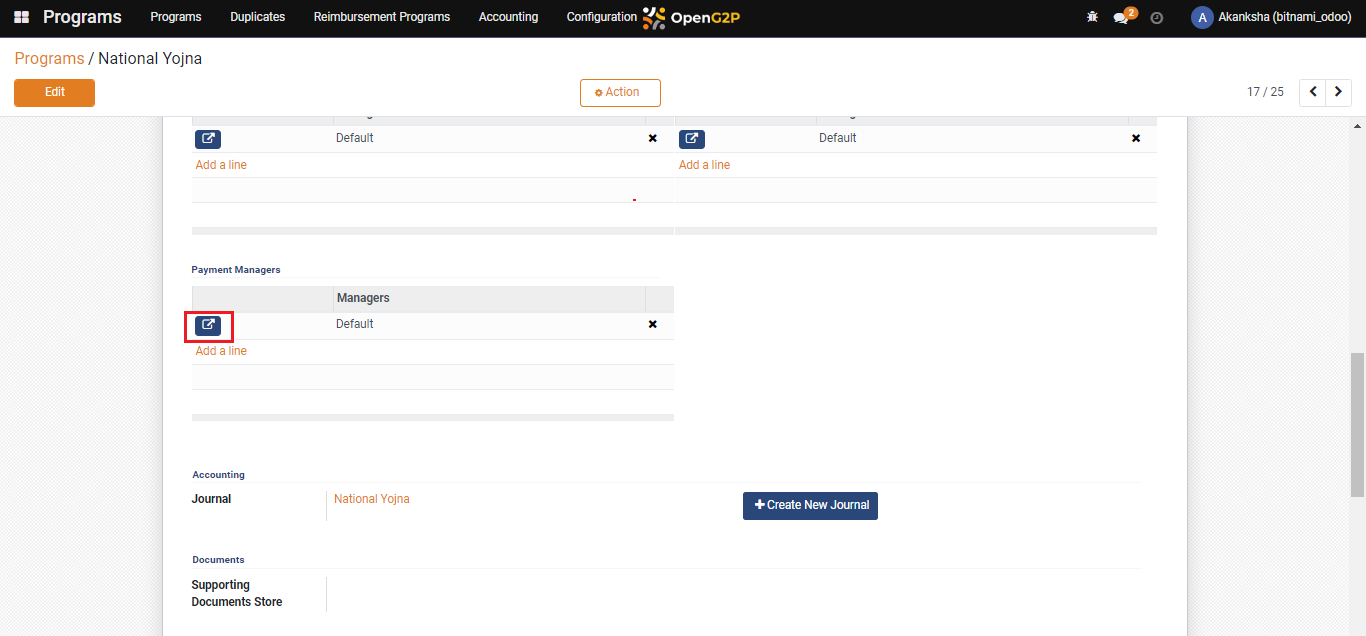 Programs Programs Duplicates Reimbursement Programs Accounting Configuration OpenG2P 2 A Akanksha (bitnami_odoo)
Programs / National Yojna
Edit Action 17 / 25
Default Default
Add a line Add a line
Payment Managers
Managers
Default
Add a line
Accounting
Journal National Yojna Create New Journal
Documents
Supporting
Documents Store